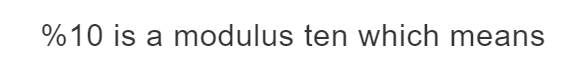 %10 is a modulus ten which means